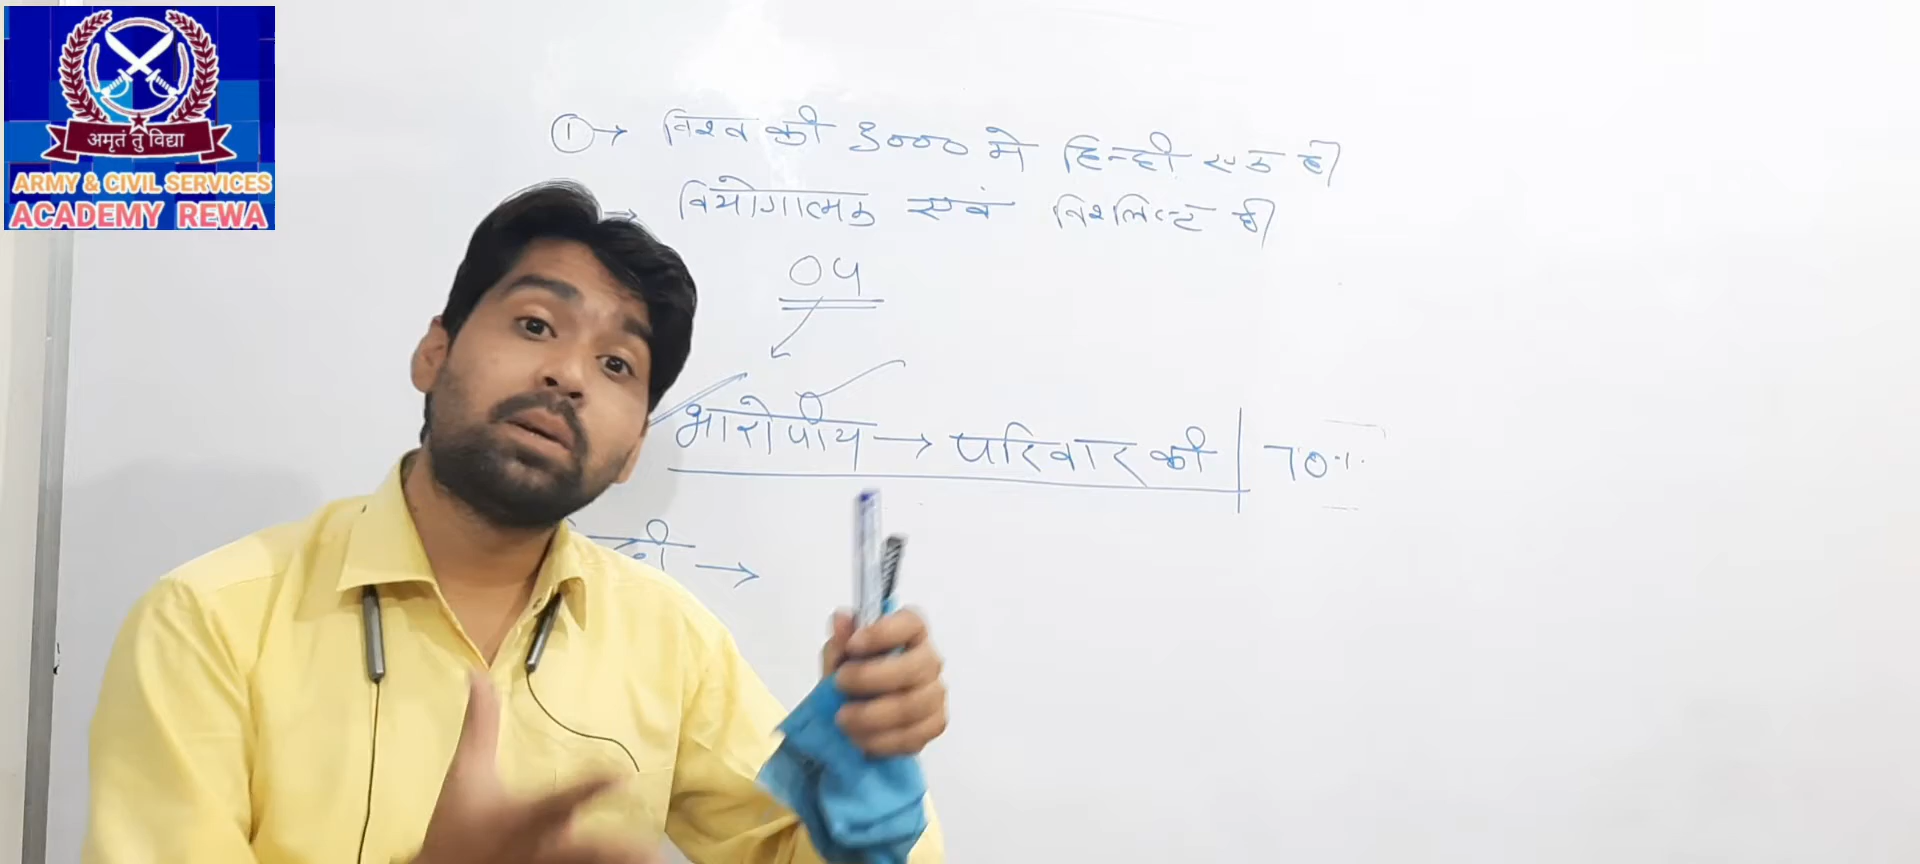 अमृतं तु विद्या
ARMY & CIVIL SERVICES
ACADEMY REWA
① → विश्व की 3000 मे हिन्दी एक है।
→ वियोगात्मक एवं विश्लिष्ट है।
04
भारोपीय → परिवार की | 70%
→